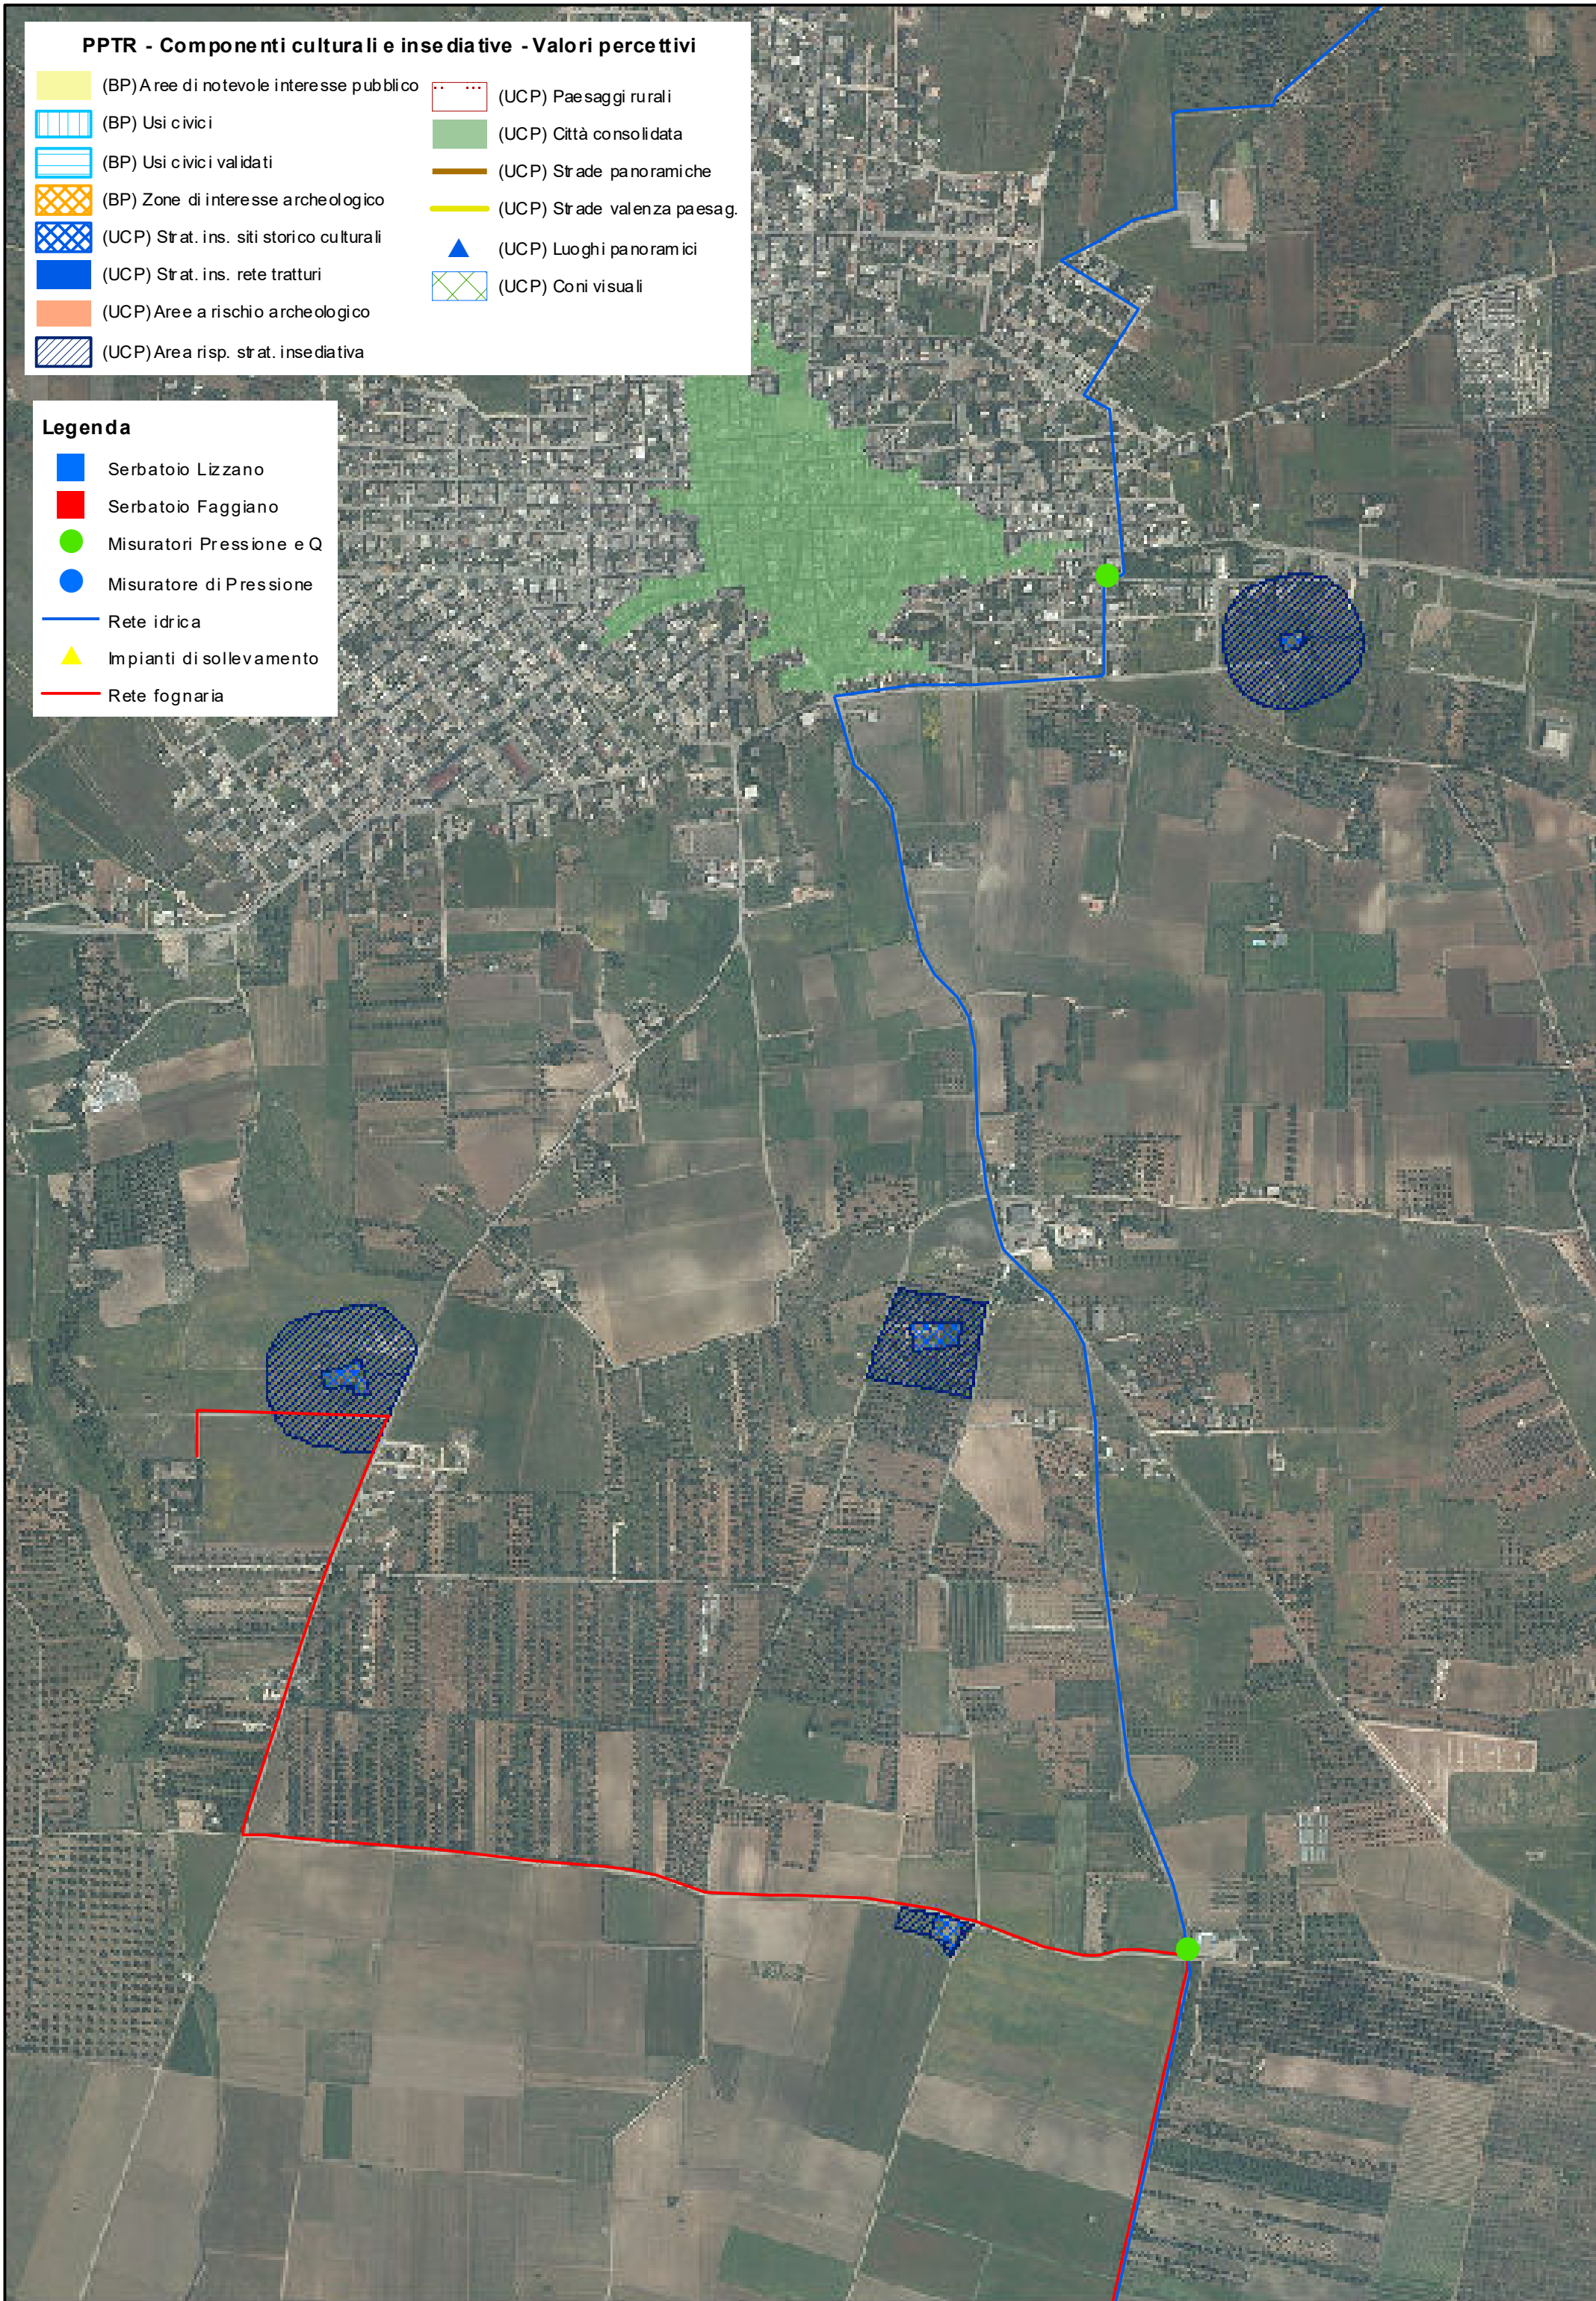 PPTR - Componenti culturali e insediative - Valori percettivi
(BP) Aree di notevole interesse pubblico
(BP) Usi civici
(BP) Usi civici validati
(BP) Zone di interesse archeologico
(UCP) Strat. ins. siti storico culturali
(UCP) Strat. ins. rete tratturi
(UCP) Aree a rischio archeologico
(UCP) Area risp. strat. insediativa
(UCP) Paesaggi rurali
(UCP) Città consolidata
(UCP) Strade panoramiche
(UCP) Strade valenza paesag.
(UCP) Luoghi panoramici
(UCP) Coni visuali
Legenda
Serbatoio Lizzano
Serbatoio Faggiano
Misuratori Pressione e Q
Misuratore di Pressione
Rete idrica
Impianti di sollevamento
Rete fognaria